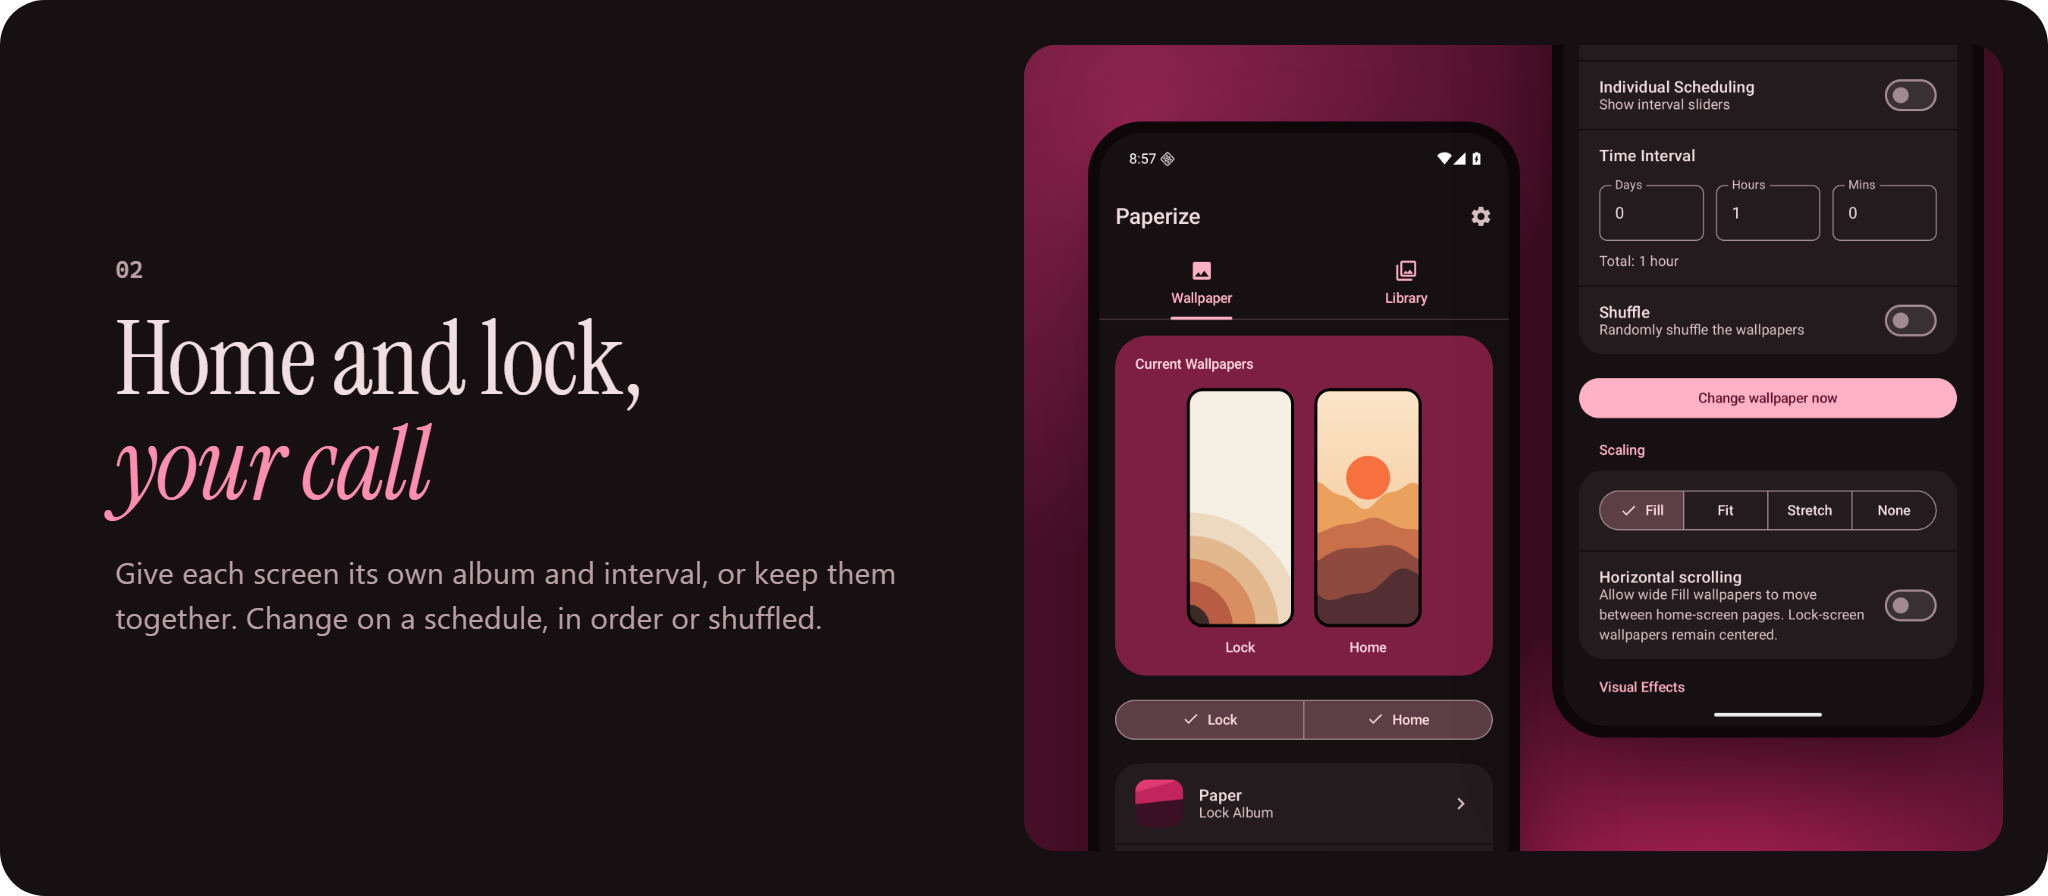 02
Home and lock,
your call
Give each screen its own album and interval, or keep them
together. Change on a schedule, in order or shuffled.
8:57
Paperize
Wallpaper
Library
Current Wallpapers
Lock
Home
Lock
Home
Paper
Lock Album
Individual Scheduling
Show interval sliders
Time Interval
Days
Hours
Mins
0
1
0
Total: 1 hour
Shuffle
Randomly shuffle the wallpapers
Change wallpaper now
Scaling
Fill
Fit
Stretch
None
Horizontal scrolling
Allow wide Fill wallpapers to move
between home-screen pages. Lock-screen
wallpapers remain centered.
Visual Effects